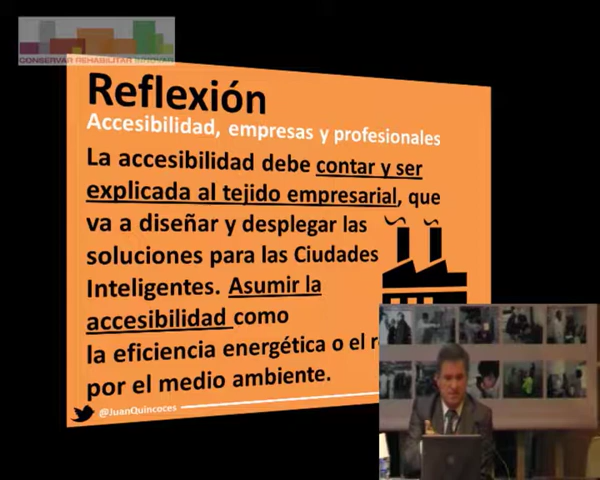 CONSERVAR REHABILITAR INNOVAR
Reflexión
Accesibilidad, empresas y profesionales
La accesibilidad debe contar y ser
explicada al tejido empresarial, que
va a diseñar y desplegar las
soluciones para las Ciudades
Inteligentes. Asumir la
accesibilidad como
la eficiencia energética o el
por el medio ambiente.
@JuanQuincoces